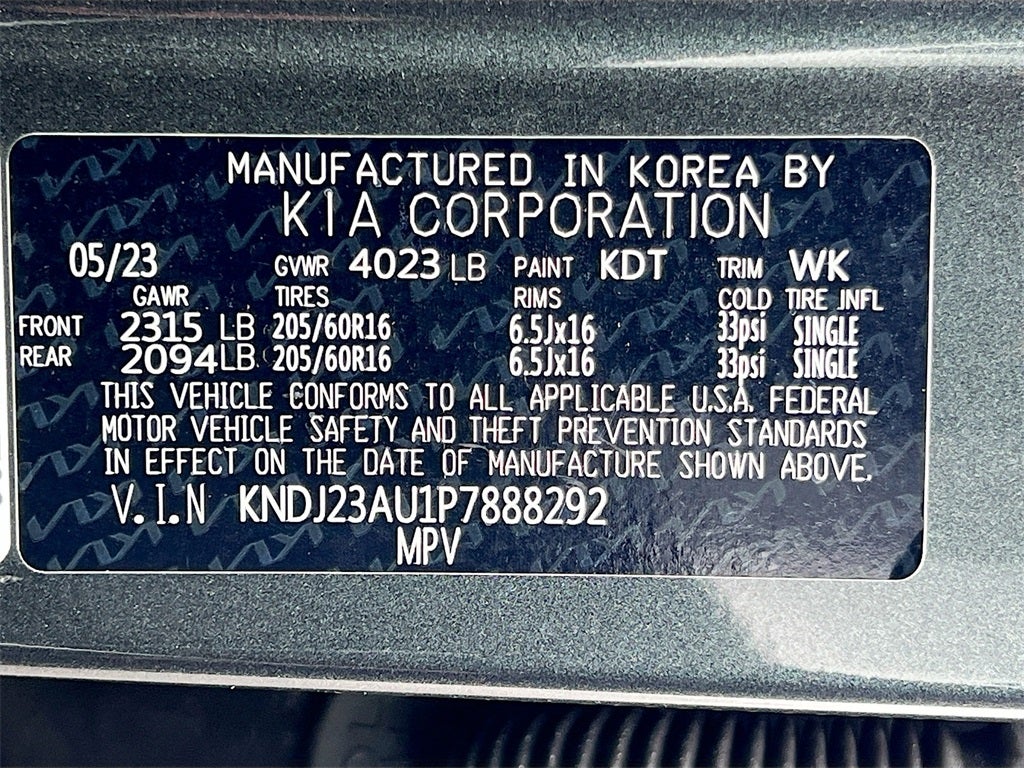 MANUFACTURED IN KOREA BY
KIA CORPORATION
05/23 GVWR 4023 LB PAINT KDT TRIM WK
GAWR TIRES RIMS COLD TIRE INFL
FRONT 2315 LB 205/60R16 6.5Jx16 33psi SINGLE
REAR 2094 LB 205/60R16 6.5Jx16 33psi SINGLE
THIS VEHICLE CONFORMS TO ALL APPLICABLE U.S.A. FEDERAL
MOTOR VEHICLE SAFETY AND THEFT PREVENTION STANDARDS
IN EFFECT ON THE DATE OF MANUFACTURE SHOWN ABOVE.
V.I.N KNDJ23AU1P7888292
MPV